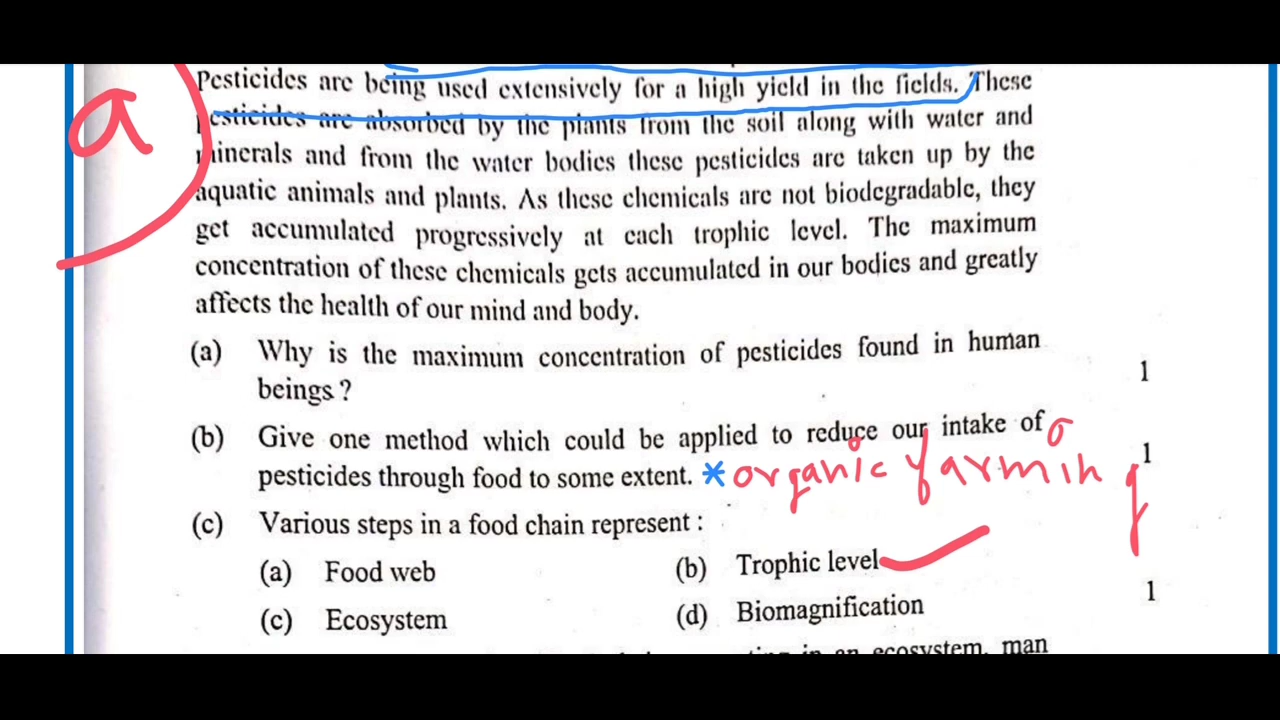 a
Pesticides are being used extensively for a high yield in the fields. These
pesticides are absorbed by the plants from the soil along with water and
minerals and from the water bodies these pesticides are taken up by the
aquatic animals and plants. As these chemicals are not biodegradable, they
get accumulated progressively at each trophic level. The maximum
concentration of these chemicals gets accumulated in our bodies and greatly
affects the health of our mind and body.
(a) Why is the maximum concentration of pesticides found in human
beings ?
1
(b) Give one method which could be applied to reduce our intake of
pesticides through food to some extent. * organic farming
1
(c) Various steps in a food chain represent :
(a) Food web (b) Trophic level
(c) Ecosystem (d) Biomagnification
1
in an ecosystem, man